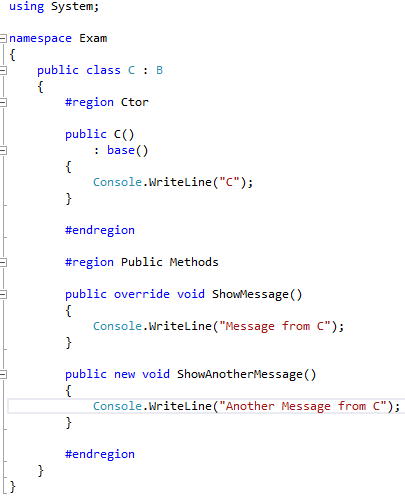 using System;
namespace Exam
{
public class C : B
{
#region Ctor
public C()
: base()
{
Console.WriteLine("C");
}
#endregion
#region Public Methods
public override void ShowMessage()
{
Console.WriteLine("Message from C");
}
public new void ShowAnotherMessage()
{
Console.WriteLine("Another Message from C");
}
#endregion
}
}